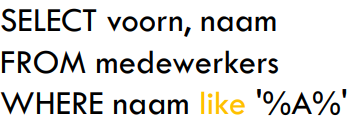 SELECT voorn, naam
FROM medewerkers
WHERE naam like '%A%'